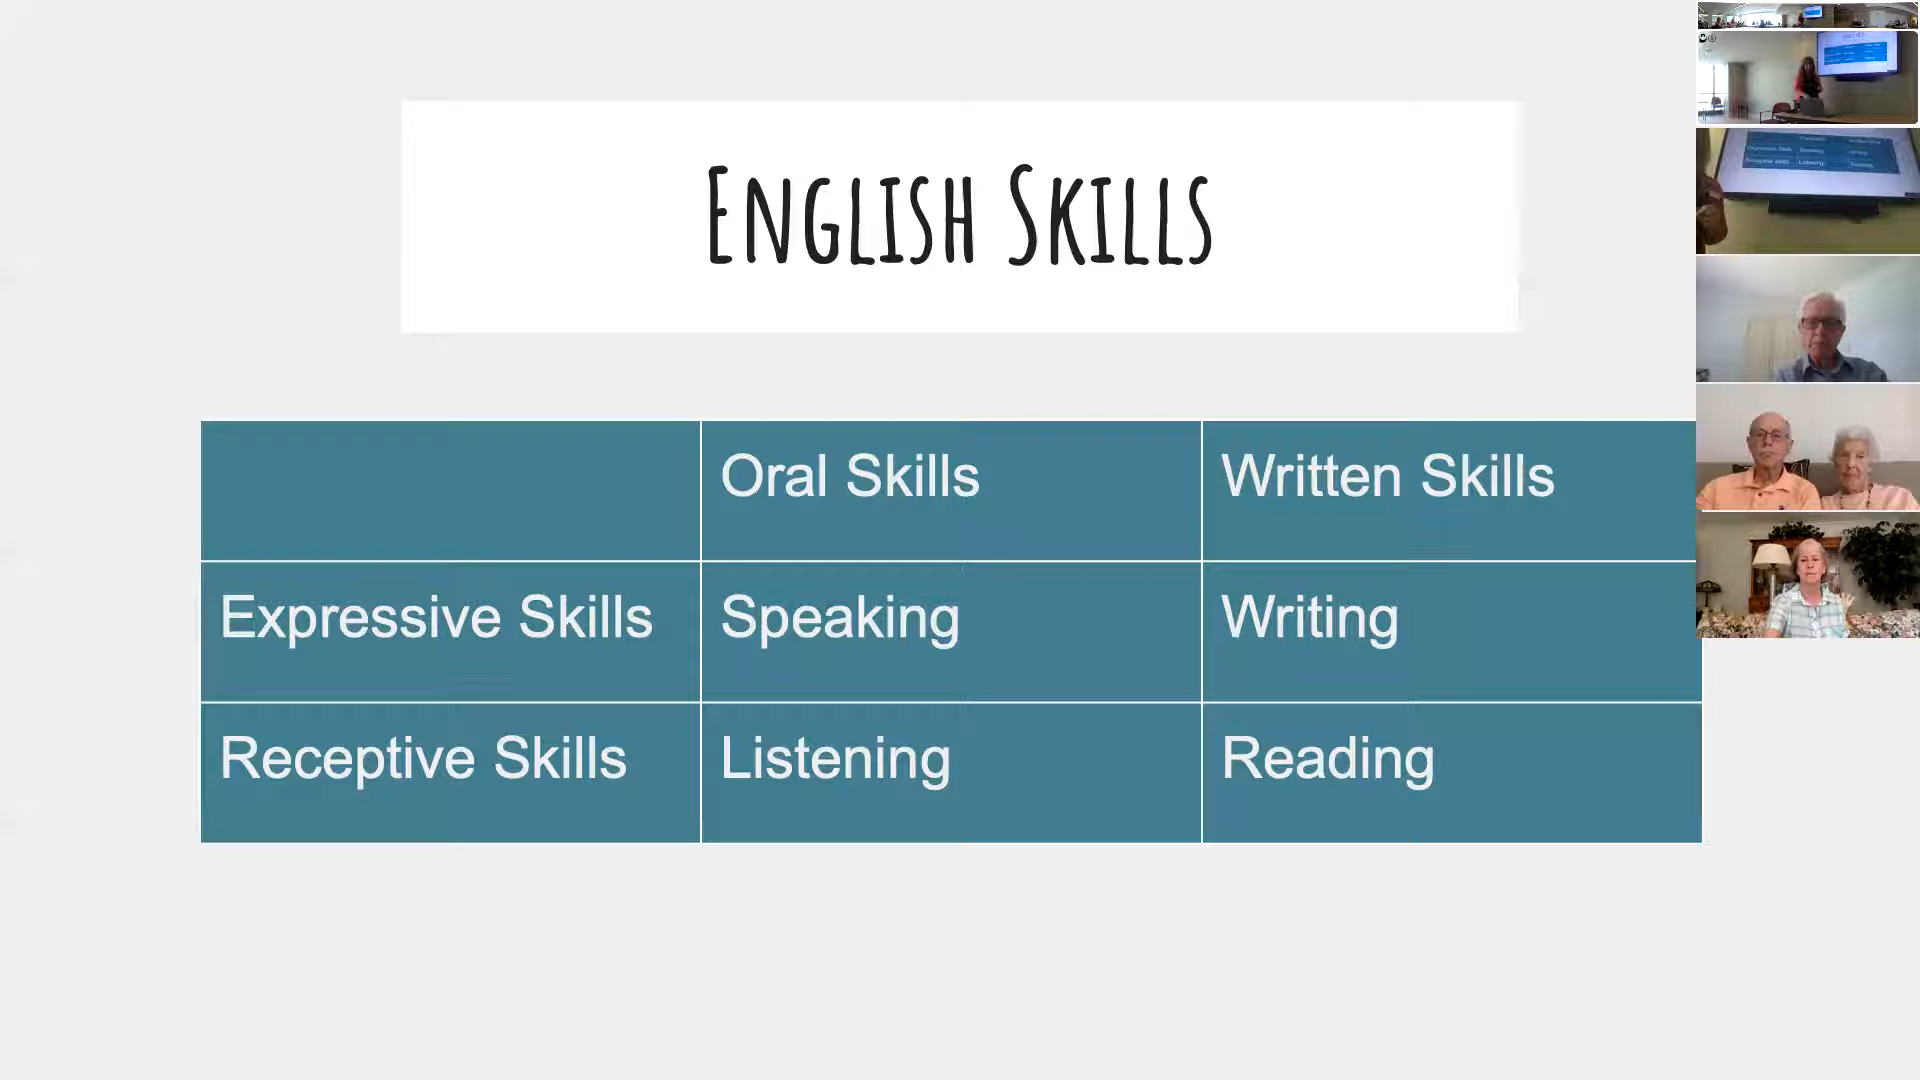 English Skills
Oral Skills Written Skills
Expressive Skills Speaking Writing
Receptive Skills Listening Reading